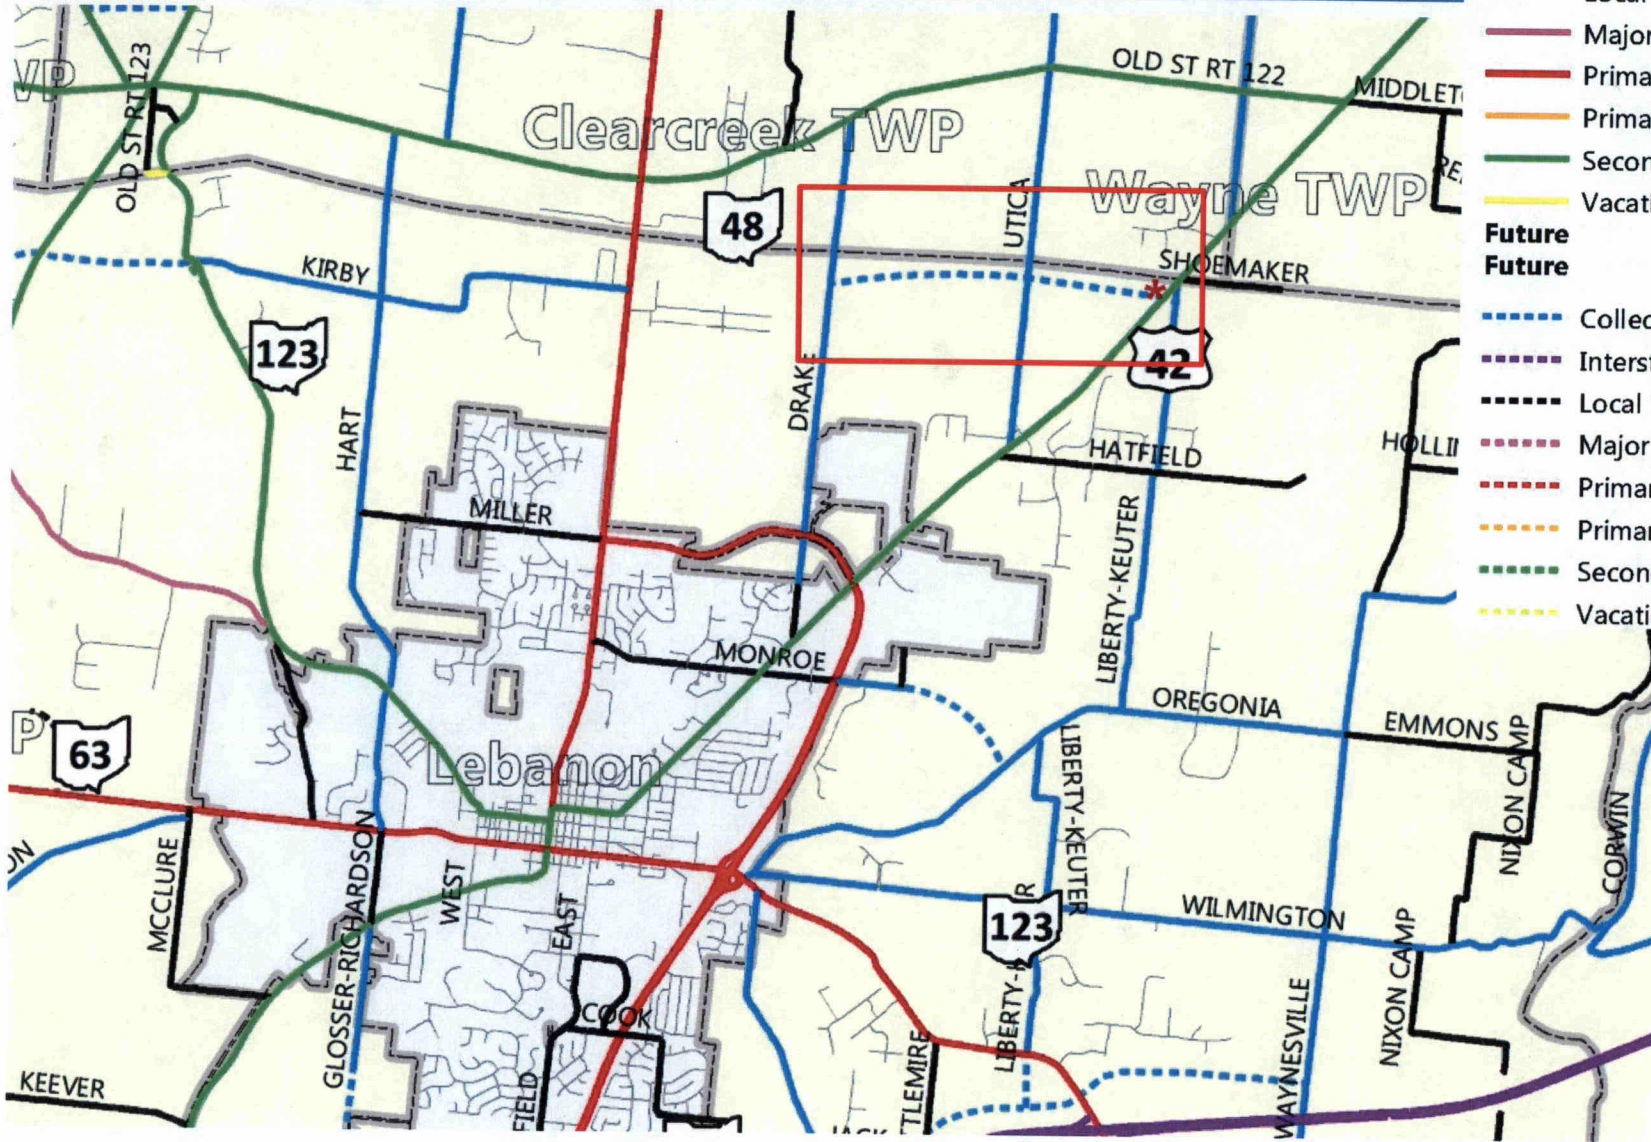 Major
Prima
Prima
Secon
Vacati
Future
Future
Collec
Inters
Local
Major
Primar
Primar
Secon
Vacati
OLD ST RT 123
OLD ST RT 122
MIDDLET
Clearcreek TWP
Wayne TWP
48
UTICA
SHOEMAKER
*
KIRBY
123
42
DRAKE
HART
HATFIELD
HOLLIN
MILLER
LIBERTY-KEUTER
MONROE
OREGONIA
EMMONS
63
Lebanon
LIBERTY-KEUTER
NIXON CAMP
CORWIN
MCCLURE
GLOSSER-RICHARDSON
WEST
EAST
WILMINGTON
123
NIXON CAMP
COOK
KEEVER
FIELD
TLEMIRE
LIBERTY-K
WAYNESVILLE